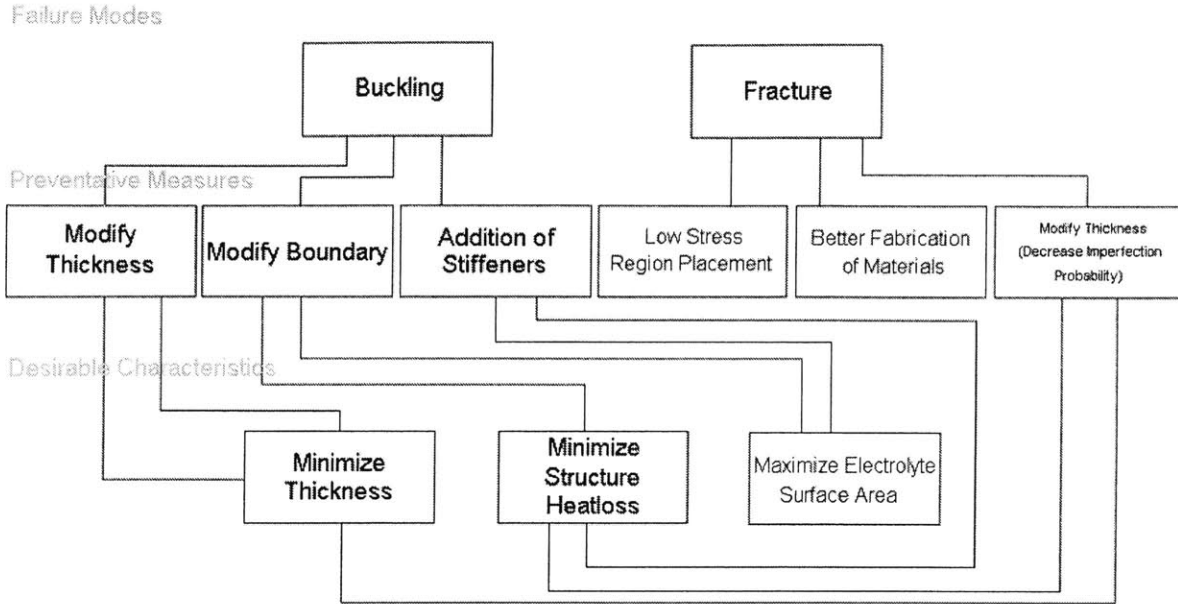 Failure Modes
Buckling
Fracture
Preventative Measures
Modify
Thickness
Modify Boundary
Addition of
Stiffeners
Low Stress
Region Placement
Better Fabrication
of Materials
Modify Thickness
(Decrease Imperfection
Probability)
Desirable Characteristics
Minimize
Thickness
Minimize
Structure
Heatloss
Maximize Electrolyte
Surface Area